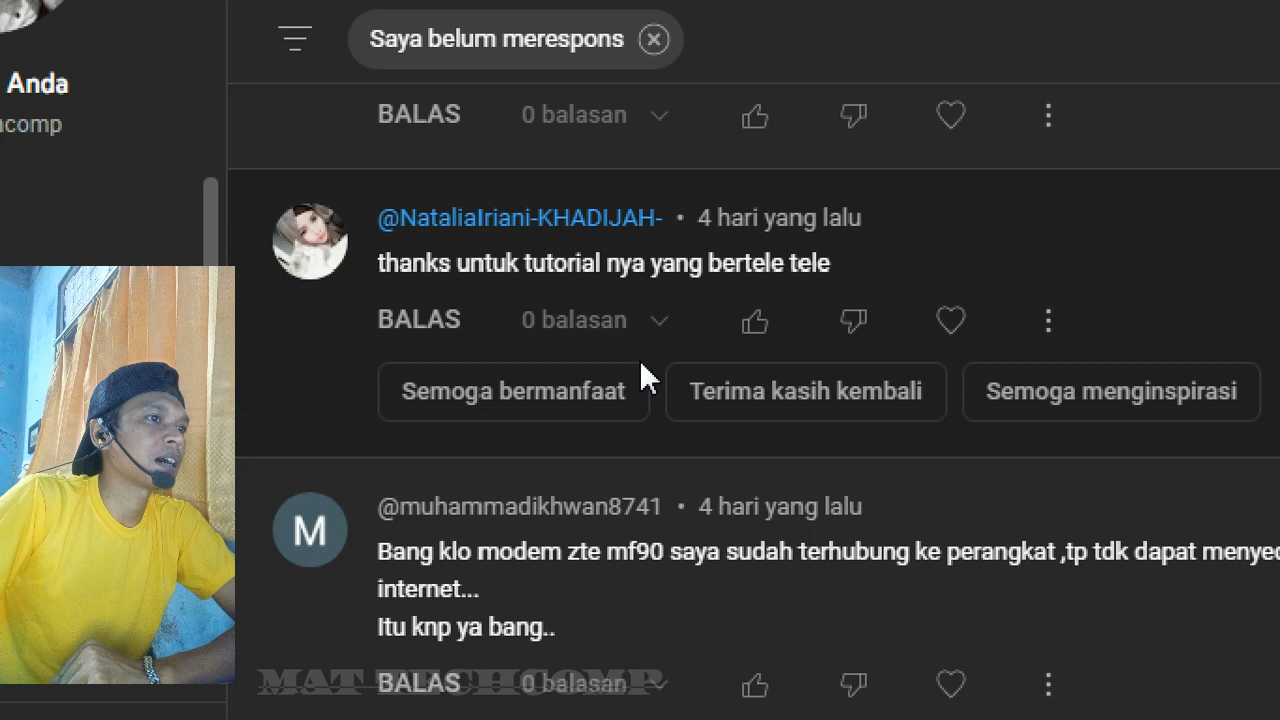 Saya belum merespons
Anda
comp
BALAS 0 balasan
@NataliaIriani-KHADIJAH- • 4 hari yang lalu
thanks untuk tutorial nya yang bertele tele
BALAS 0 balasan
Semoga bermanfaat Terima kasih kembali Semoga menginspirasi
@muhammadikhwan8741 • 4 hari yang lalu
M
Bang klo modem zte mf90 saya sudah terhubung ke perangkat ,tp tdk dapat menyed
internet...
Itu knp ya bang..
MAT TECHCOMP
BALAS 0 balasan